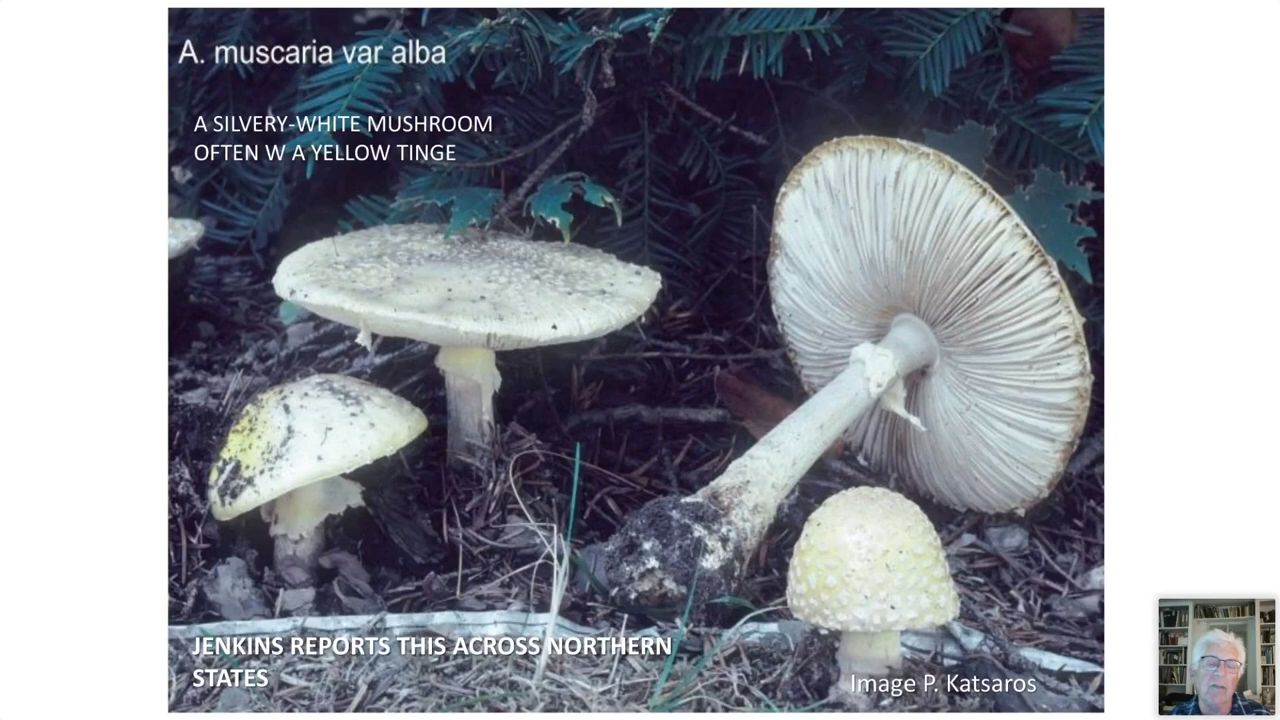 A. muscaria var alba
A SILVERY-WHITE MUSHROOM
OFTEN W A YELLOW TINGE
JENKINS REPORTS THIS ACROSS NORTHERN
STATES
Image P. Katsaros